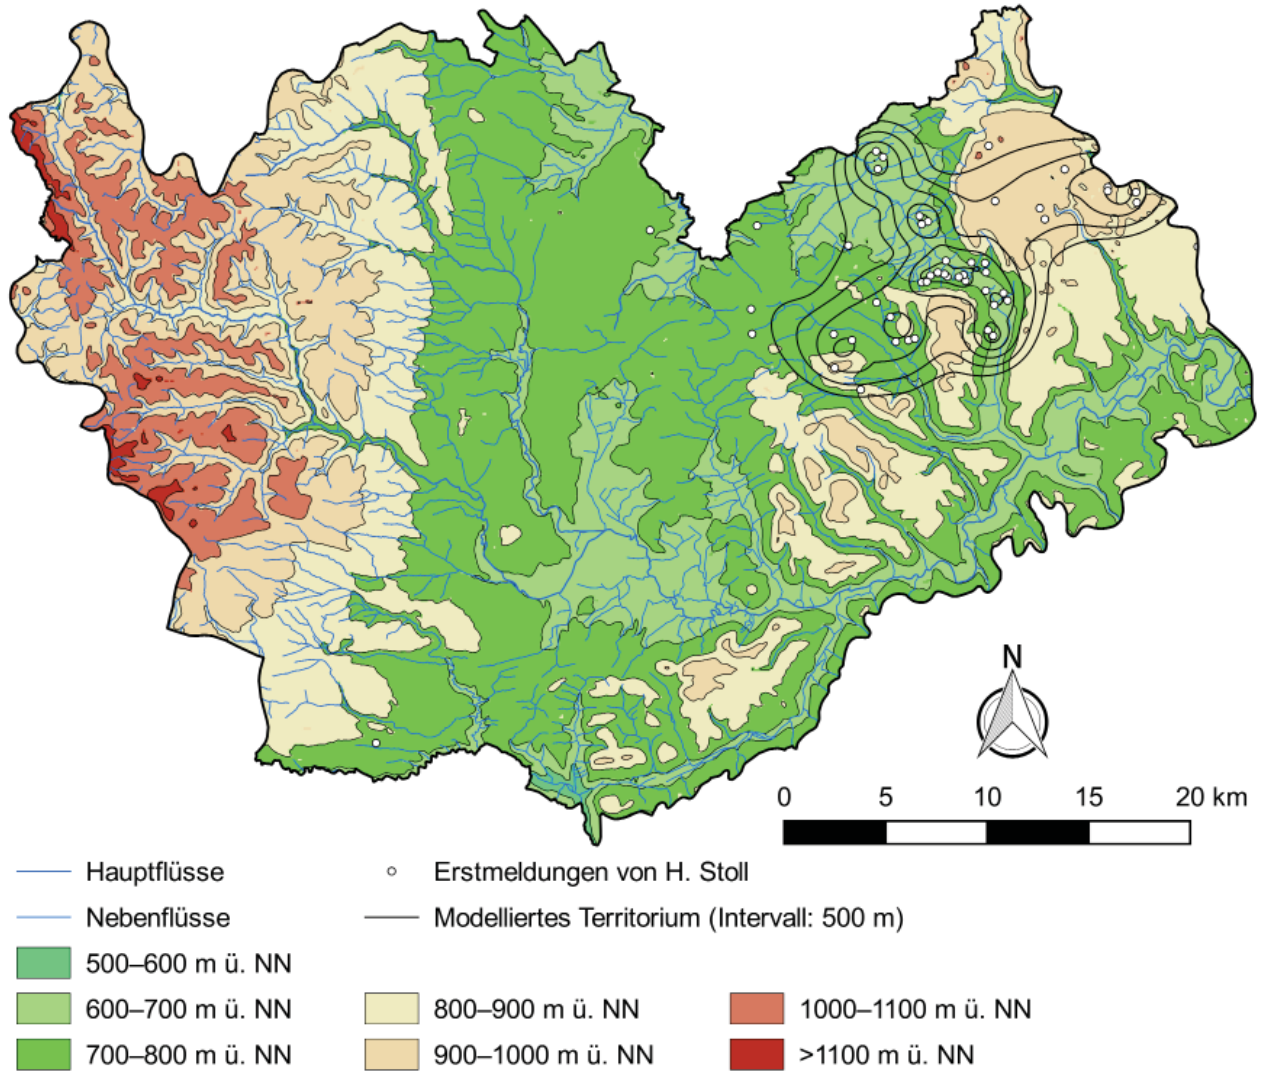 N
0 5 10 15 20 km
Hauptflüsse
Erstmeldungen von H. Stoll
Nebenflüsse
Modelliertes Territorium (Intervall: 500 m)
500–600 m ü. NN
600–700 m ü. NN
800–900 m ü. NN
1000–1100 m ü. NN
700–800 m ü. NN
900–1000 m ü. NN
>1100 m ü. NN